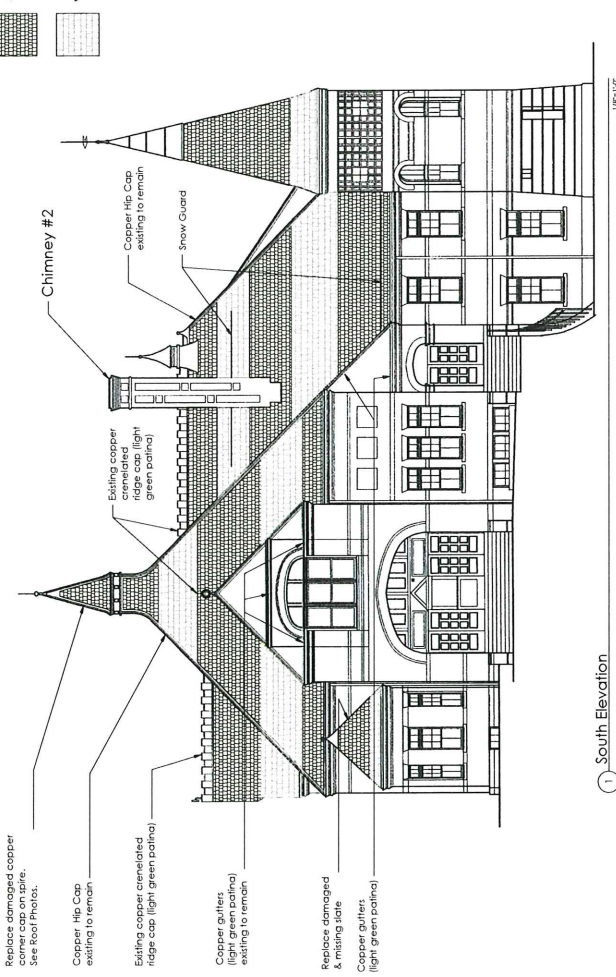 Replace damaged copper
corner cap on spire.
See Roof Photos.
Copper Hip Cap
existing to remain
Existing copper crenelated
ridge cap (light green patina)
Copper gutters
(light green patina)
existing to remain
Replace damaged
& missing slate
Copper gutters
(light green patina)
Existing copper
crenelated
ridge cap (light
green patina)
Chimney #2
Copper Hip Cap
existing to remain
Snow Guard
1 South Elevation